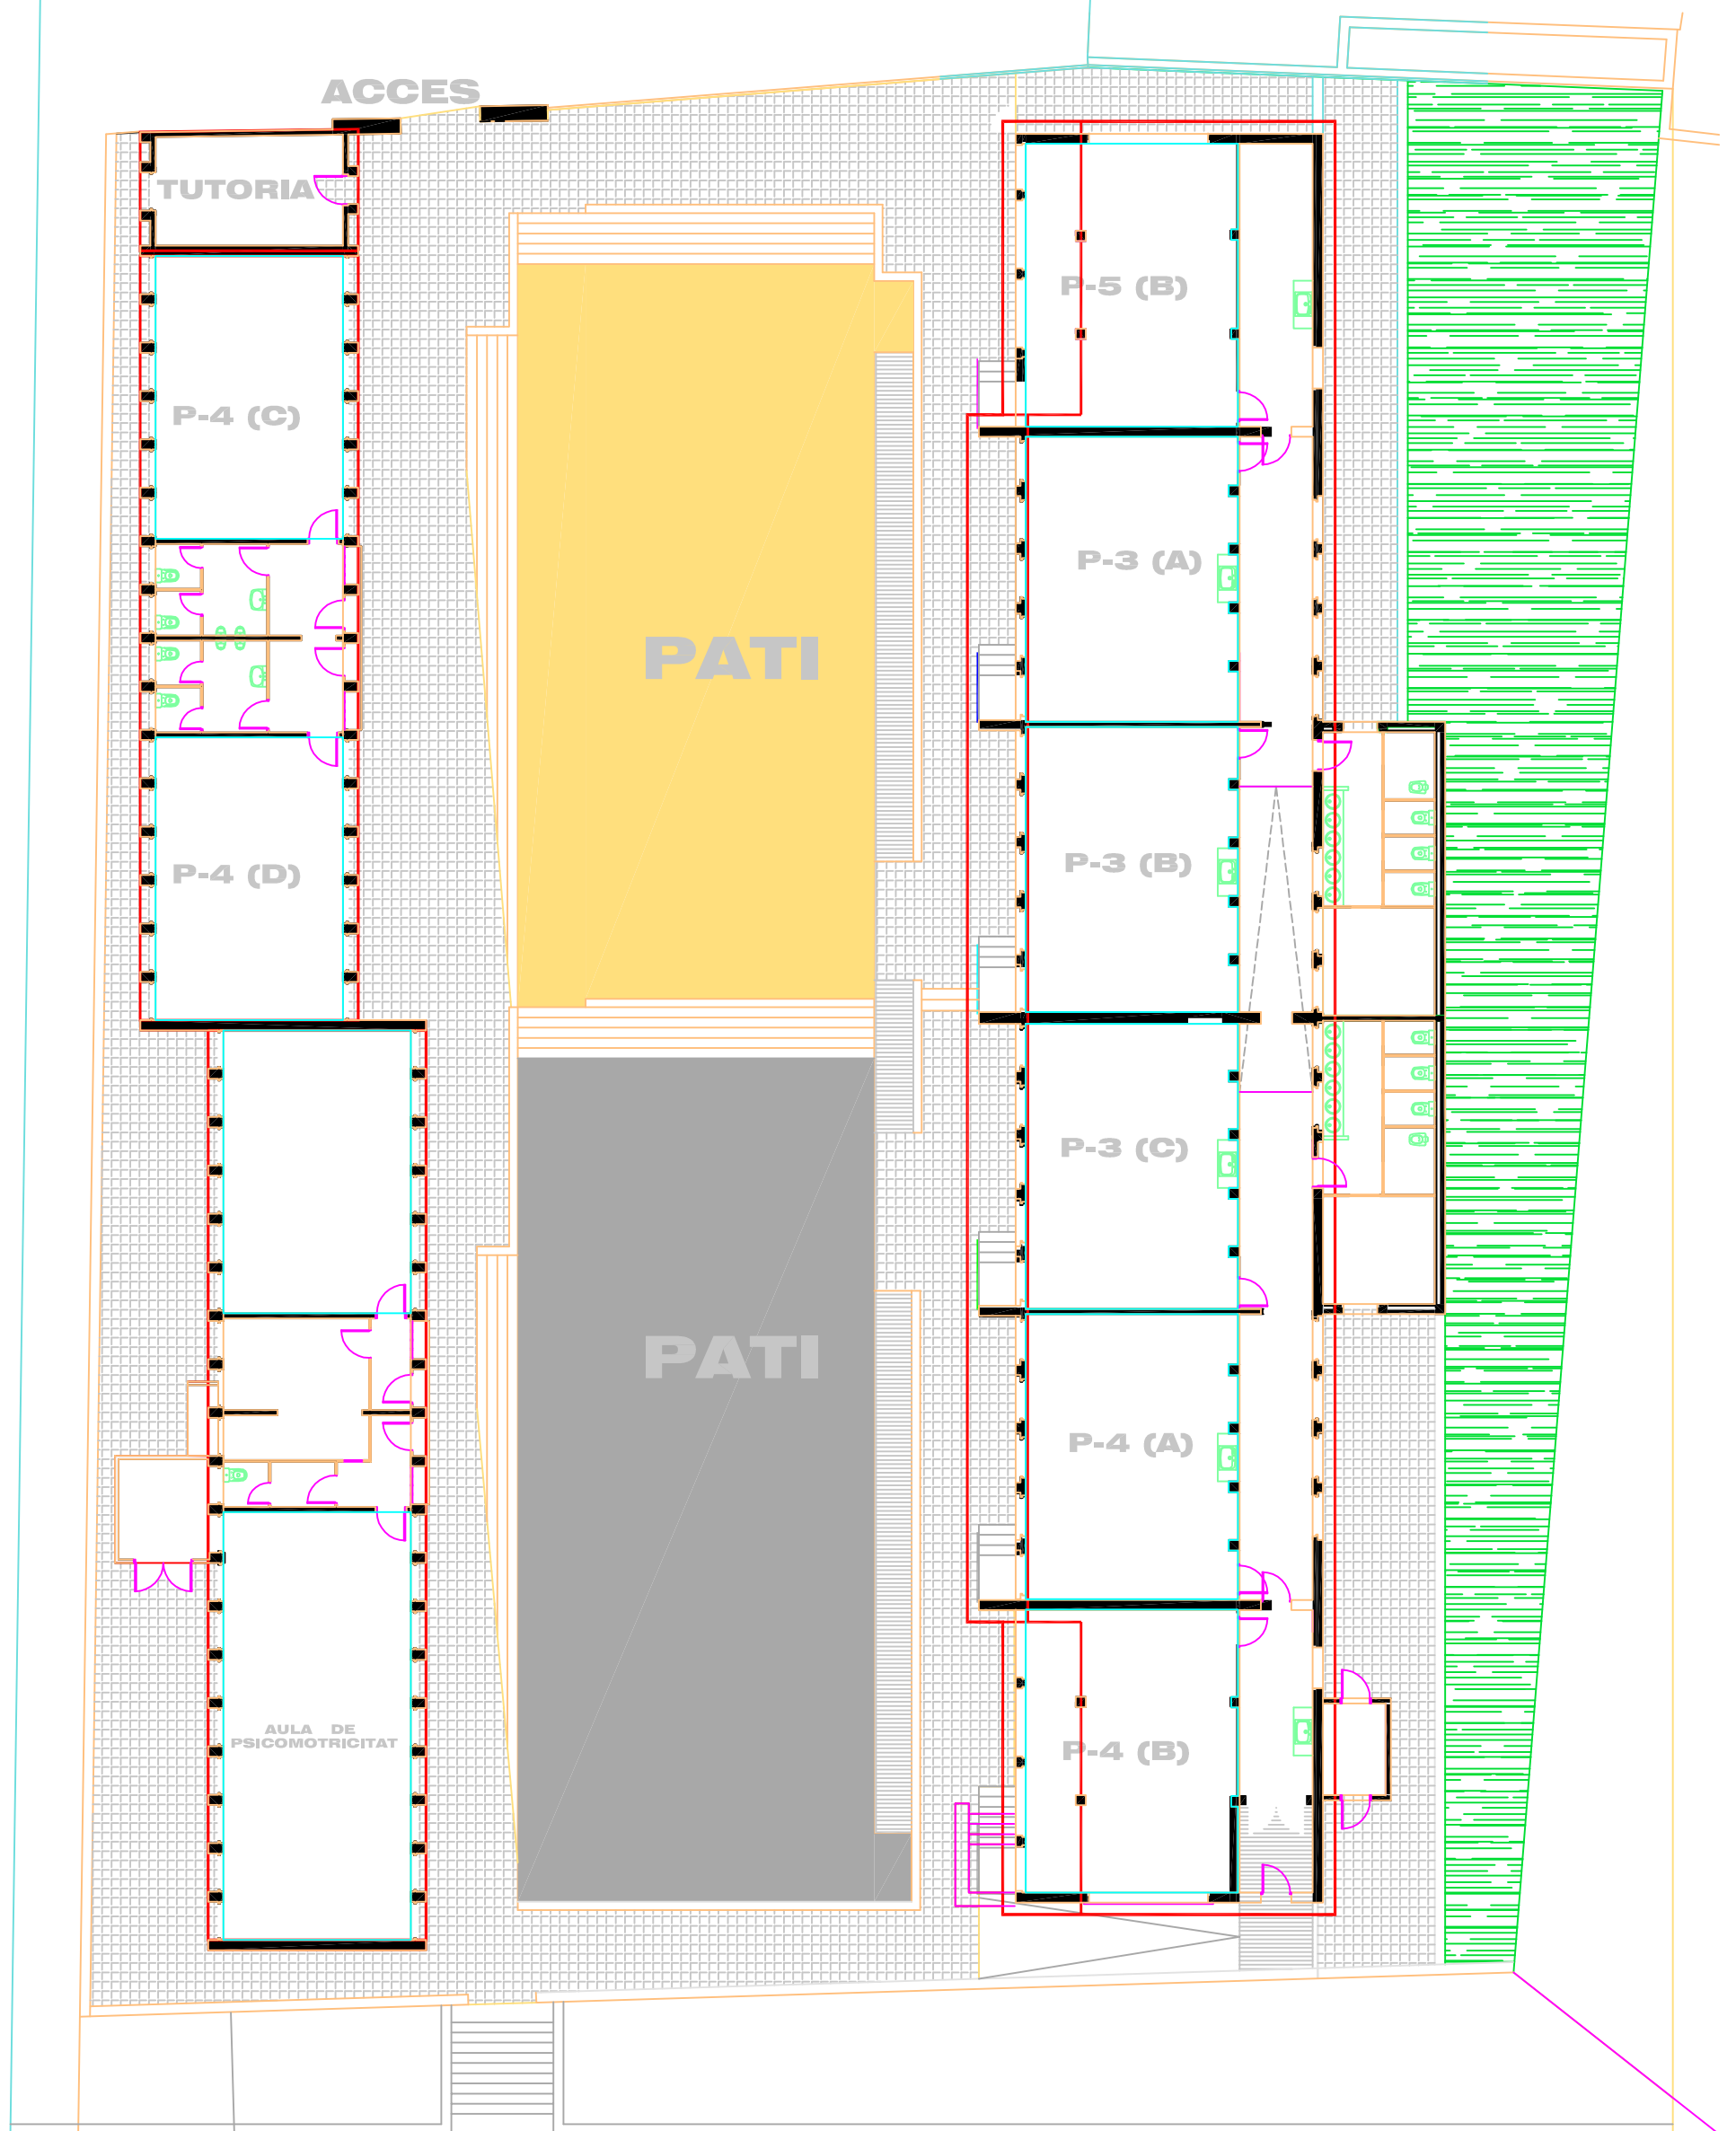 ACCES
TUTORIA
P-5 (B)
P-4 (C)
P-3 (A)
PATI
P-3 (B)
P-4 (D)
P-3 (C)
PATI
P-4 (A)
AULA DE
PSICOMOTRICITAT
P-4 (B)